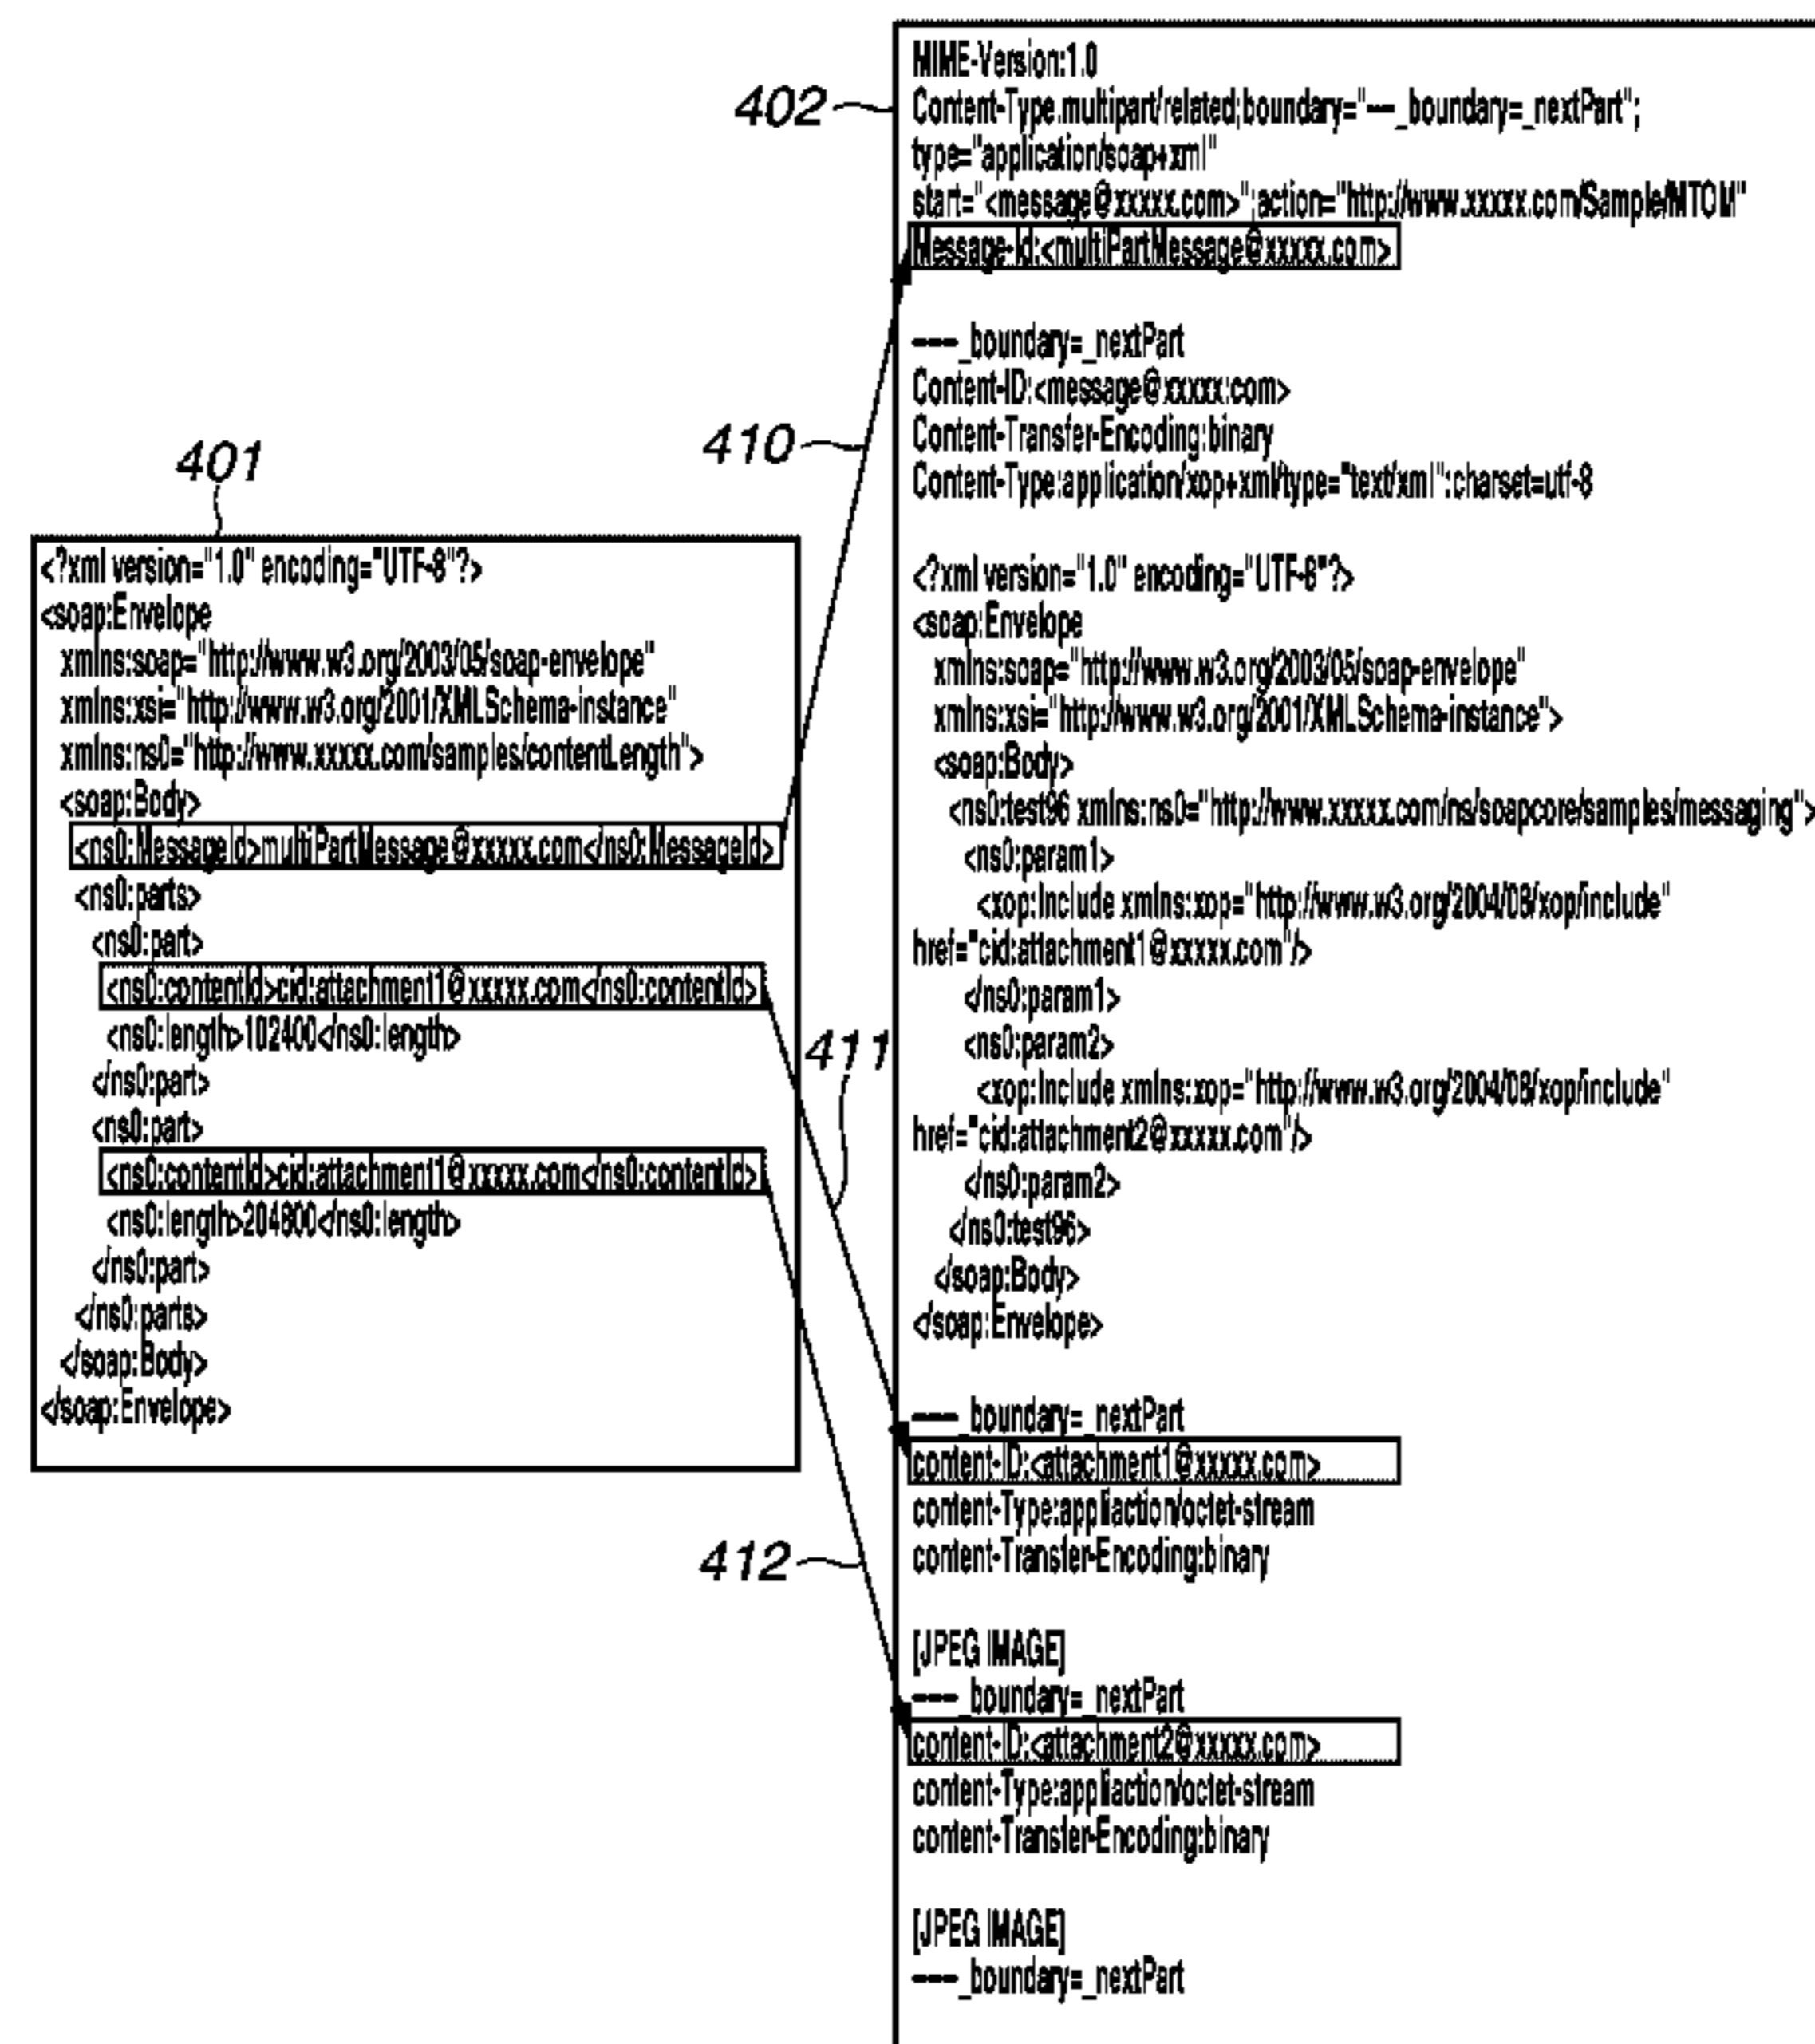 401
<?xml version="1.0" encoding="UTF-8"?>
<soap:Envelope
xmlns:soap="http://www.w3.org/2003/05/soap-envelope"
xmlns:xsi="http://www.w3.org/2001/XMLSchema-instance"
xmlns:ns0="http://www.xxxxx.com/samples/contentLength">
<soap:Body>
<ns0:MessageId>multiPartMessage@xxxxx.com</ns0:MessageId>
<ns0:parts>
<ns0:part>
<ns0:contentId>cid:attachment1@xxxxx.com</ns0:contentId>
<ns0:length>102400</ns0:length>
</ns0:part>
<ns0:part>
<ns0:contentId>cid:attachment1@xxxxx.com</ns0:contentId>
<ns0:length>204800</ns0:length>
</ns0:part>
</ns0:parts>
</soap:Body>
</soap:Envelope>
410
411
412
402
MIME-Version:1.0
Content-Type.multipart/related;boundary="---_boundary=_nextPart";
type="application/soap+xml"
start="<message@xxxxx.com>";action="http://www.xxxxx.com/Sample/MTOM"
Message-Id:<multiPartMessage@xxxxx.com>
----_boundary=_nextPart
Content-ID:<message@xxxxx:com>
Content-Transfer-Encoding:binary
Content-Type:application/xop+xml/type="text/xml":charset=utf-8
<?xml version="1.0" encoding="UTF-8"?>
<soap:Envelope
xmlns:soap="http://www.w3.org/2003/05/soap-envelope"
xmlns:xsi="http://www.w3.org/2001/XMLSchema-instance">
<soap:Body>
<ns0:test96 xmlns:ns0="http://www.xxxxx.com/ns/soapcore/samples/messaging">
<ns0:param1>
<xop:Include xmlns:xop="http://www.w3.org/2004/08/xop/include"
href="cid:attachment1@xxxxx.com"/>
</ns0:param1>
<ns0:param2>
<xop:Include xmlns:xop="http://www.w3.org/2004/08/xop/include"
href="cid:attachment2@xxxxx.com"/>
</ns0:param2>
</ns0:test96>
</soap:Body>
</soap:Envelope>
----_boundary=_nextPart
content-ID:<attachment1@xxxxx.com>
content-Type:appliaction/octet-stream
content-Transfer-Encoding:binary
[JPEG IMAGE]
----_boundary=_nextPart
content-ID:<attachment2@xxxxx.com>
content-Type:appliaction/octet-stream
content-Transfer-Encoding:binary
[JPEG IMAGE]
----_boundary=_nextPart